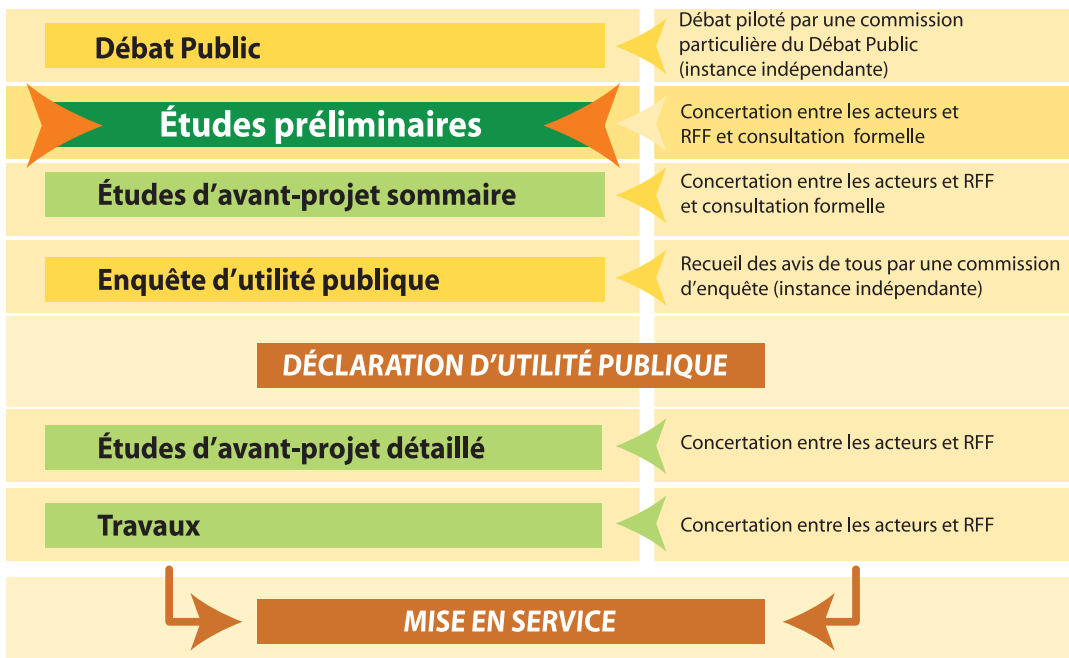 Débat Public
Débat piloté par une commission
particulière du Débat Public
(instance indépendante)
Études préliminaires
Concertation entre les acteurs et
RFF et consultation formelle
Études d’avant-projet sommaire
Concertation entre les acteurs et RFF
et consultation formelle
Enquête d’utilité publique
Recueil des avis de tous par une commission
d’enquête (instance indépendante)
DÉCLARATION D’UTILITÉ PUBLIQUE
Études d’avant-projet détaillé
Concertation entre les acteurs et RFF
Travaux
Concertation entre les acteurs et RFF
MISE EN SERVICE